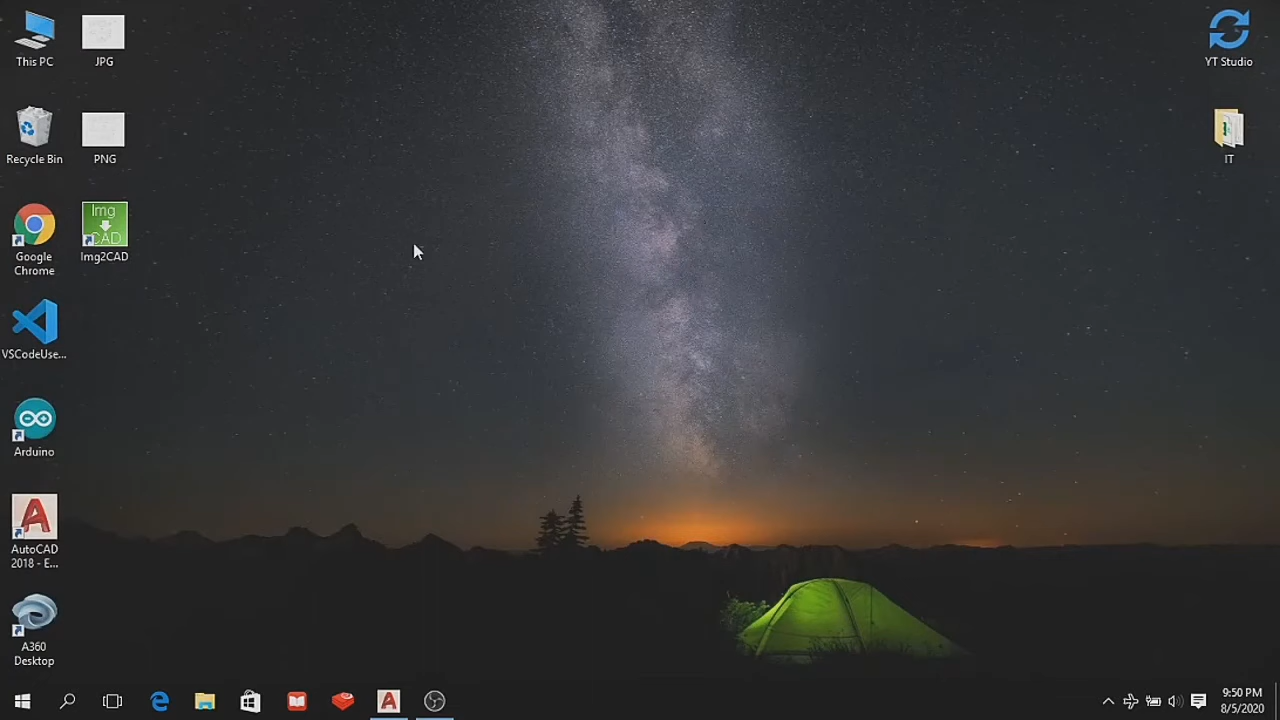 This PC
JPG
YT Studio
Recycle Bin
PNG
IT
Img
CAD
Google
Chrome
Img2CAD
VSCodeUse...
Arduino
AutoCAD
2018 - E...
A360
Desktop
9:50 PM
8/5/2020